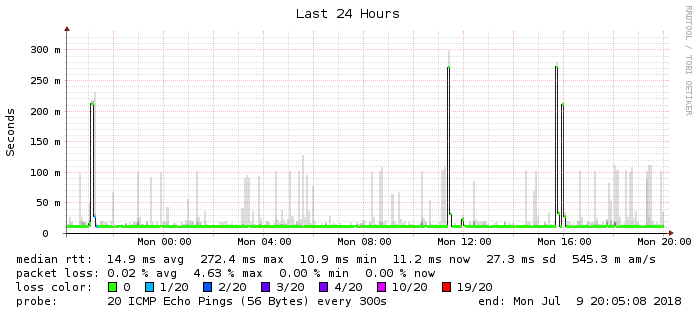 Last 24 Hours
RRDTOOL / TOBI OETIKER
Seconds
300 m
250 m
200 m
150 m
100 m
50 m
0
Mon 00:00 Mon 04:00 Mon 08:00 Mon 12:00 Mon 16:00 Mon 20:00
median rtt: 14.9 ms avg 272.4 ms max 10.9 ms min 11.2 ms now 27.3 ms sd 545.3 m am/s
packet loss: 0.02 % avg 4.63 % max 0.00 % min 0.00 % now
loss color: 0 1/20 2/20 3/20 4/20 10/20 19/20
probe: 20 ICMP Echo Pings (56 Bytes) every 300s end: Mon Jul 9 20:05:08 2018